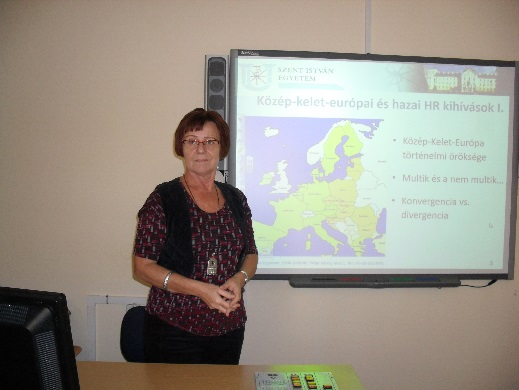 SZENT ISTVÁN
EGYETEM
Közép-kelet-európai és hazai HR kihívások I.
• Közép-Kelet-Európa
történelmi öröksége
• Multik és a nem multik...
• Konvergencia vs.
divergencia